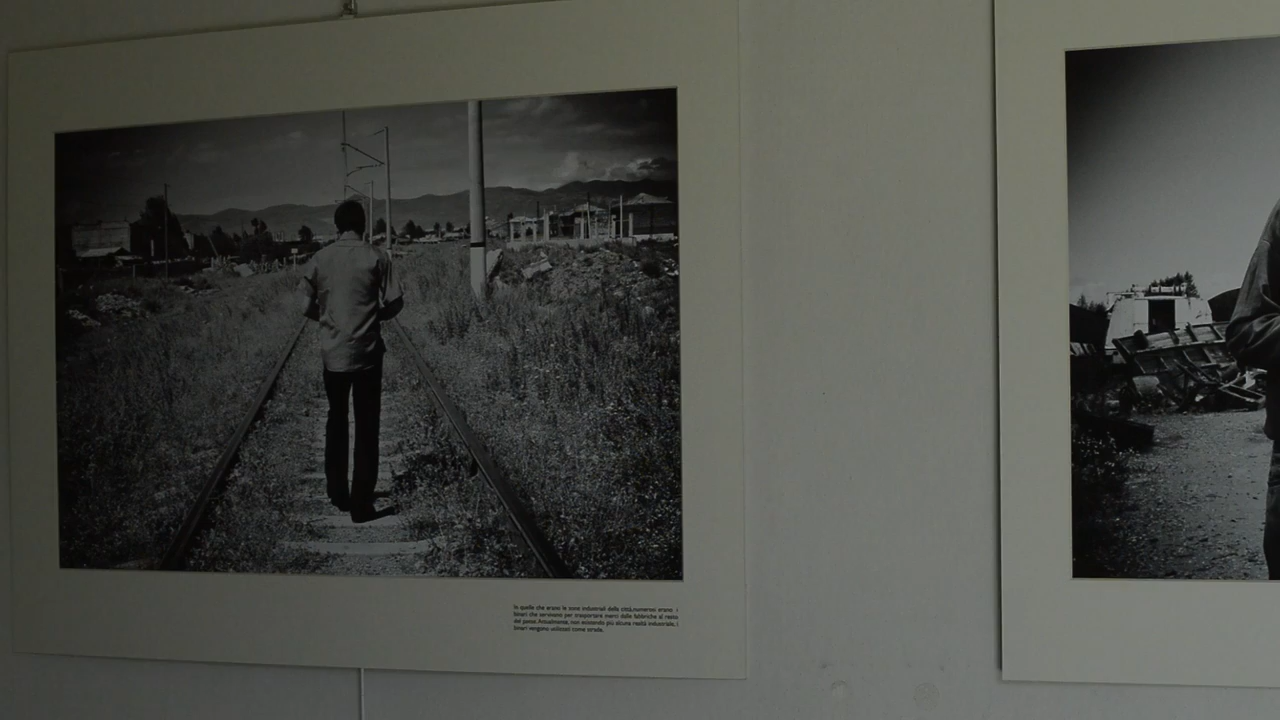 In quelle che erano le zone industriali della città,numerosi erano i
binari che servivano per trasportare merci dalle fabbriche al resto
del paese. Attualmente, non esistendo più alcuna realtà industriale, i
binari vengono utilizzati come strade.